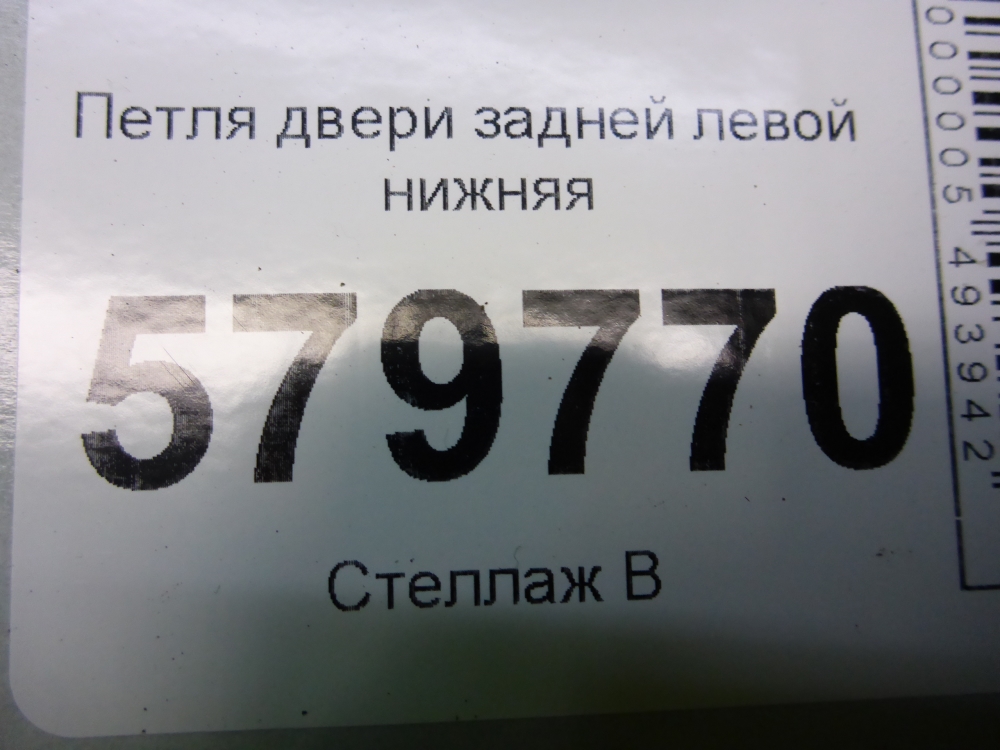 Петля двери задней левой
нижняя
579770
Стеллаж В
000005493942